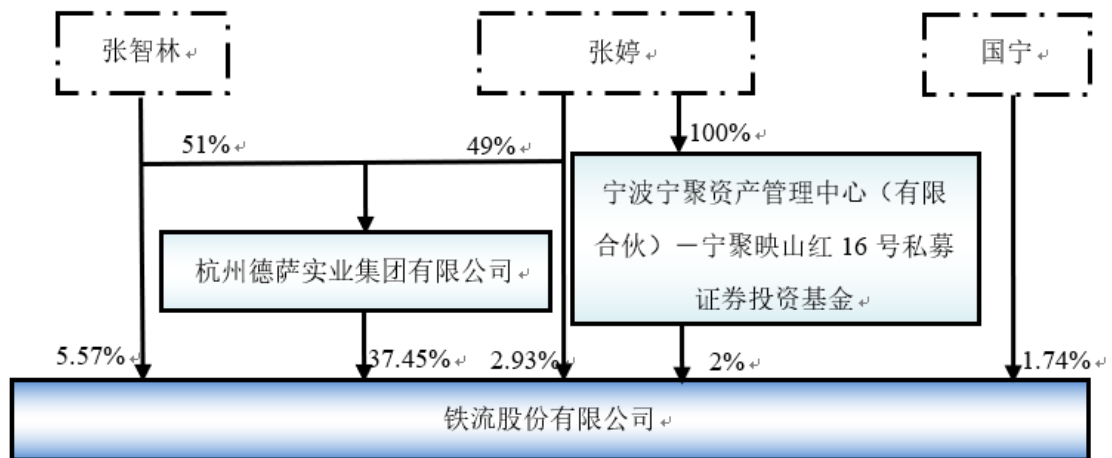 张智林
张婷
国宁
51%
49%
100%
宁波宁聚资产管理中心（有限
合伙）－宁聚映山红 16 号私募
证券投资基金
杭州德萨实业集团有限公司
5.57%
37.45%
2.93%
2%
1.74%
铁流股份有限公司